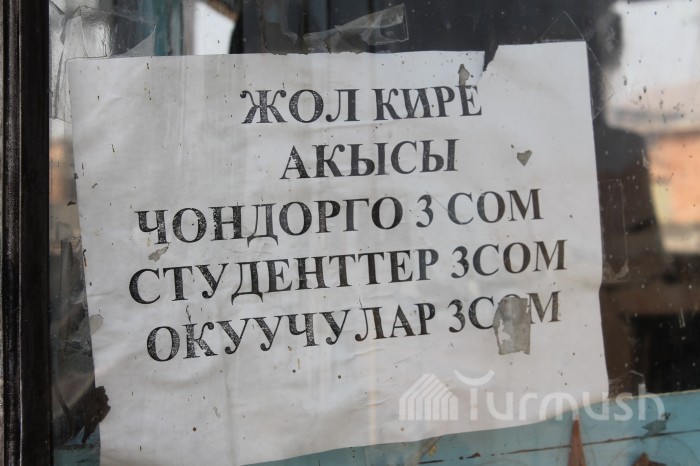 ЖОЛ КИРЕ
АКЫСЫ
ЧОНДОРГО 3 СОМ
СТУДЕНТТЕР 3СОМ
ОКУУЧУЛАР 3СОМ
Turmush